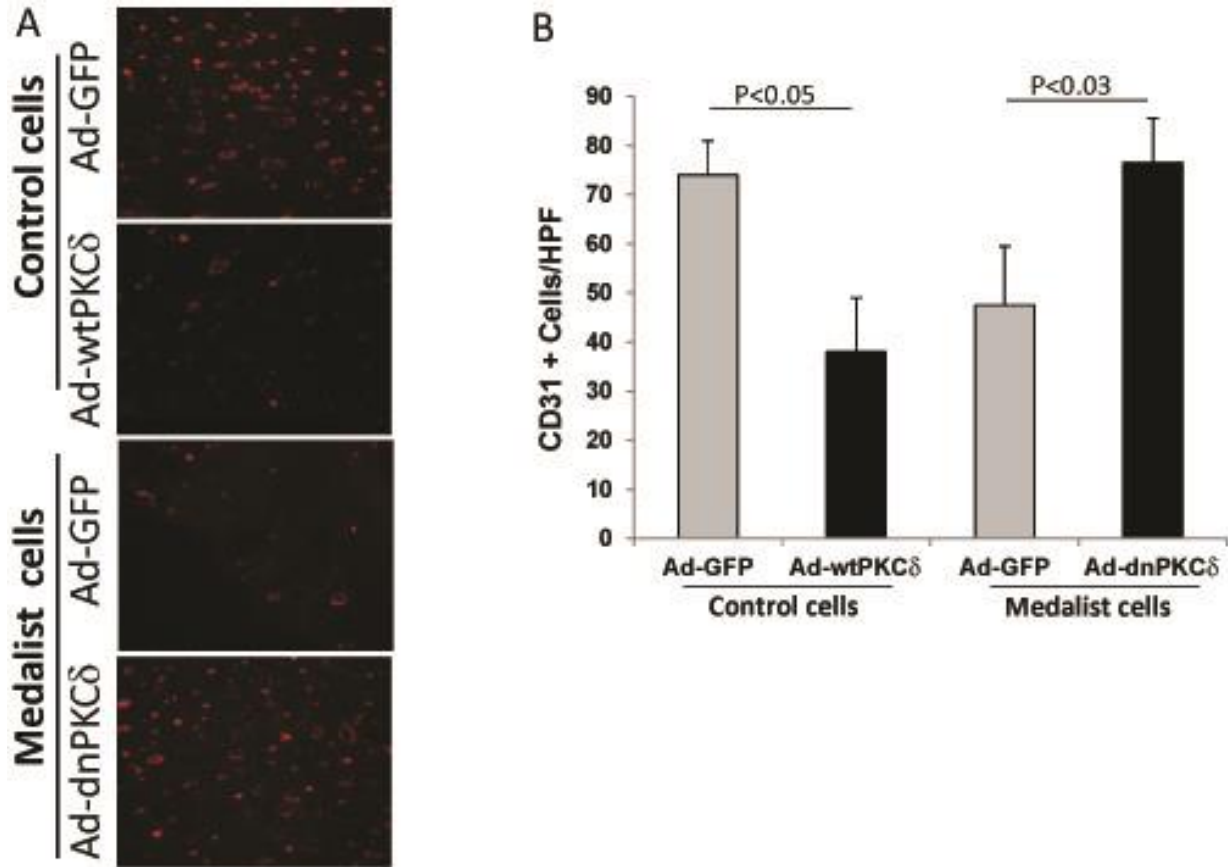 A
Control cells
Ad-GFP
Ad-wtPKCδ
Medalist cells
Ad-GFP
Ad-dnPKCδ
B
P<0.05
P<0.03
CD31 + Cells/HPF
90
80
70
60
50
40
30
20
10
0
Ad-GFP Ad-wtPKCδ Ad-GFP Ad-dnPKCδ
Control cells Medalist cells